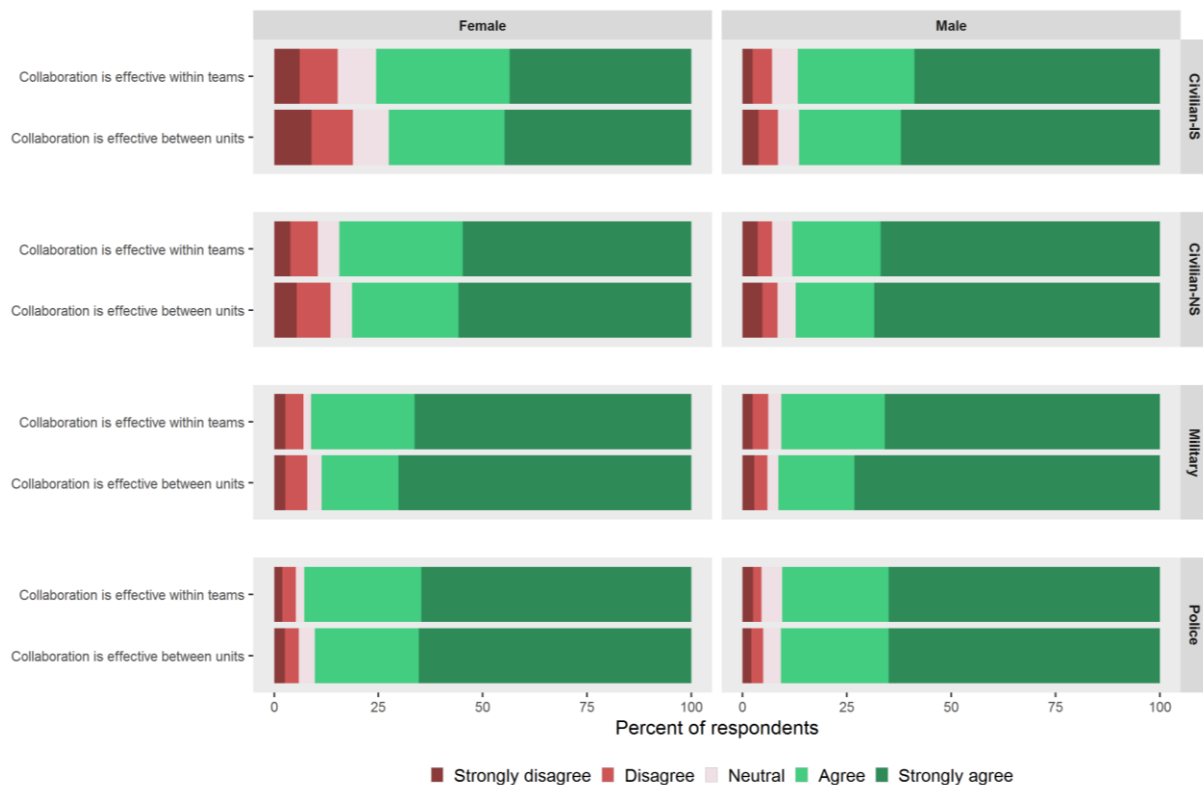 Female Male
Collaboration is effective within teams
Collaboration is effective between units
Civilian-IS
Collaboration is effective within teams
Collaboration is effective between units
Civilian-NS
Collaboration is effective within teams
Collaboration is effective between units
Military
Collaboration is effective within teams
Collaboration is effective between units
Police
0 25 50 75 100 0 25 50 75 100
Percent of respondents
Strongly disagree Disagree Neutral Agree Strongly agree